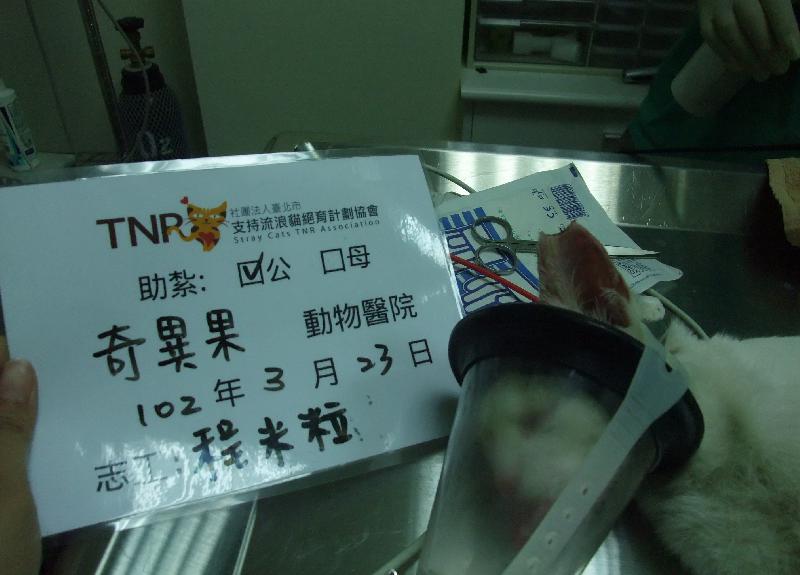 TNR 社團法人臺北市
支持流浪貓絕育計劃協會
Stray Cats TNR Association
助紮: ☑公 ☐母
奇異果 動物醫院
102年3月23日
志工: 程米粒
O2